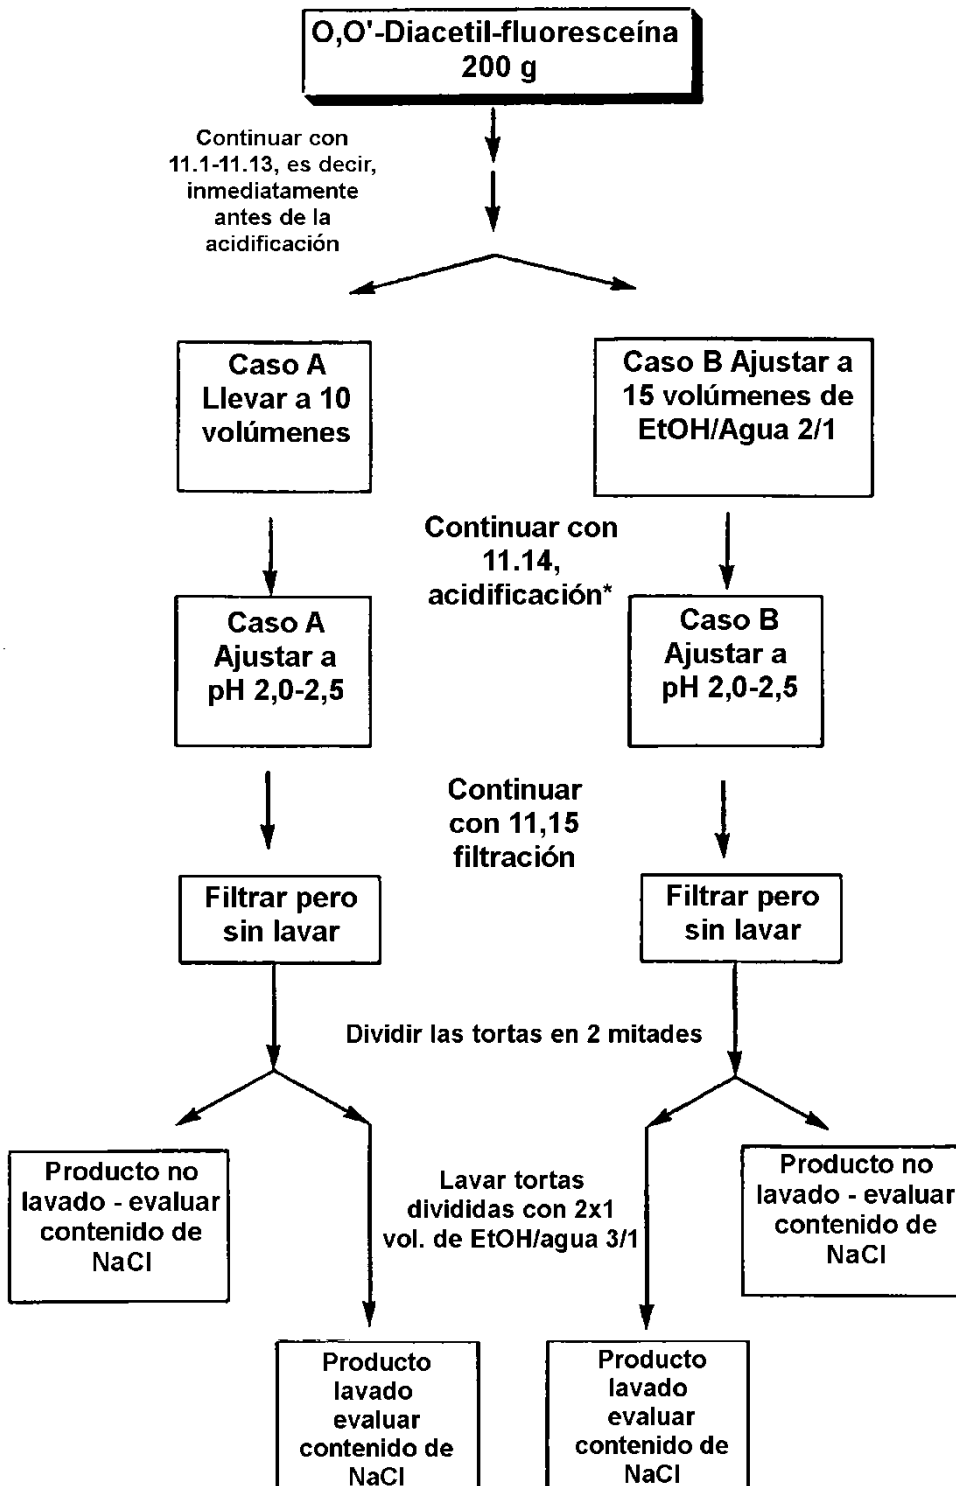 O,O'-Diacetil-fluoresceína
200 g
Continuar con
11.1-11.13, es decir,
inmediatamente
antes de la
acidificación
Caso A
Llevar a 10
volúmenes
Caso B Ajustar a
15 volúmenes de
EtOH/Agua 2/1
Continuar con
11.14,
acidificación*
Caso A
Ajustar a
pH 2,0-2,5
Caso B
Ajustar a
pH 2,0-2,5
Continuar
con 11,15
filtración
Filtrar pero
sin lavar
Filtrar pero
sin lavar
Dividir las tortas en 2 mitades
Producto no
lavado - evaluar
contenido de
NaCl
Lavar tortas
divididas con 2x1
vol. de EtOH/agua 3/1
Producto no
lavado - evaluar
contenido de
NaCl
Producto
lavado
evaluar
contenido de
NaCl
Producto
lavado
evaluar
contenido de
NaCl